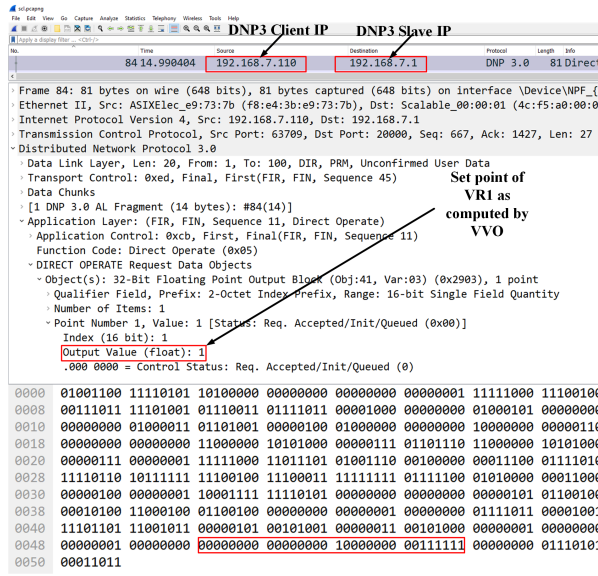 scl.pcapng
File Edit View Go Capture Analyze Statistics Telephony Wireless Tools Help
DNP3 Client IP DNP3 Slave IP
Apply a display filter ... <Ctrl-/>
No. Time Source Destination Protocol Length Info
84 14.990404 192.168.7.110 192.168.7.1 DNP 3.0 81 Direct
Frame 84: 81 bytes on wire (648 bits), 81 bytes captured (648 bits) on interface \Device\NPF_{
Ethernet II, Src: ASIXElec_e9:73:7b (f8:e4:3b:e9:73:7b), Dst: Scalable_00:00:01 (4c:f5:a0:00:0
Internet Protocol Version 4, Src: 192.168.7.110, Dst: 192.168.7.1
Transmission Control Protocol, Src Port: 63709, Dst Port: 20000, Seq: 667, Ack: 1427, Len: 27
Distributed Network Protocol 3.0
Data Link Layer, Len: 20, From: 1, To: 100, DIR, PRM, Unconfirmed User Data
Transport Control: 0xed, Final, First(FIR, FIN, Sequence 45)
Data Chunks
[1 DNP 3.0 AL Fragment (14 bytes): #84(14)]
Application Layer: (FIR, FIN, Sequence 11, Direct Operate)
Application Control: 0xcb, First, Final(FIR, FIN, Sequence 11)
Function Code: Direct Operate (0x05)
DIRECT OPERATE Request Data Objects
Object(s): 32-Bit Floating Point Output Block (Obj:41, Var:03) (0x2903), 1 point
Qualifier Field, Prefix: 2-Octet Index Prefix, Range: 16-bit Single Field Quantity
Number of Items: 1
Point Number 1, Value: 1 [Status: Req. Accepted/Init/Queued (0x00)]
Index (16 bit): 1
Output Value (float): 1
.000 0000 = Control Status: Req. Accepted/Init/Queued (0)
Set point of
VR1 as
computed by
VVO
0000 01001100 11110101 10100000 00000000 00000000 00000001 11111000 11100100
0008 00111011 11101001 01110011 01111011 00001000 00000000 01000101 00000000
0010 00000000 01000011 01101001 00000100 01000000 00000000 10000000 00000110
0018 00000000 00000000 11000000 10101000 00000111 01101110 11000000 10101000
0020 00000111 00000001 11111000 11011101 01001110 00100000 00011100 01111010
0028 11110110 10111111 11100100 11100011 11111111 01111100 01010000 00011000
0030 00000100 00000001 10001111 11110101 00000000 00000000 00000101 01100100
0038 00010100 11000100 01100100 00000000 00000001 00000000 01111011 00001001
0040 11101101 11001011 00000101 00101001 00000011 00101000 00000001 00000000
0048 00000001 00000000 00000000 00000000 10000000 00111111 00000000 01110101
0050 00011011